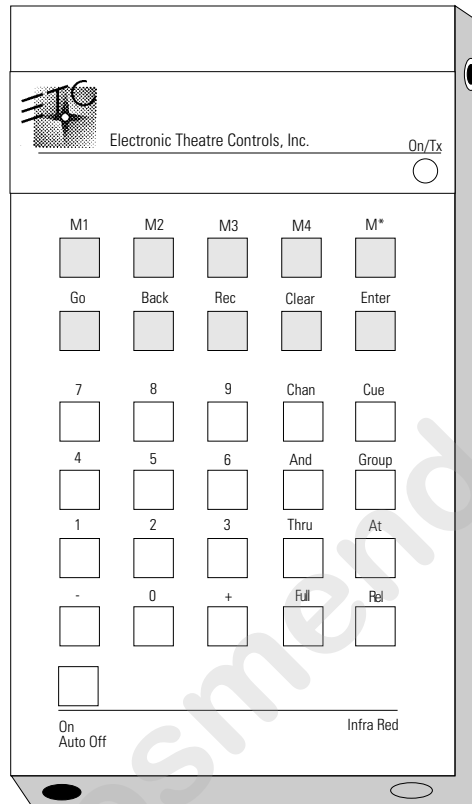 ETC
Electronic Theatre Controls, Inc.
On/Tx
M1 M2 M3 M4 M*
Go Back Rec Clear Enter
7 8 9 Chan Cue
4 5 6 And Group
1 2 3 Thru At
- 0 + Full Rel
On
Auto Off
Infra Red
osmend